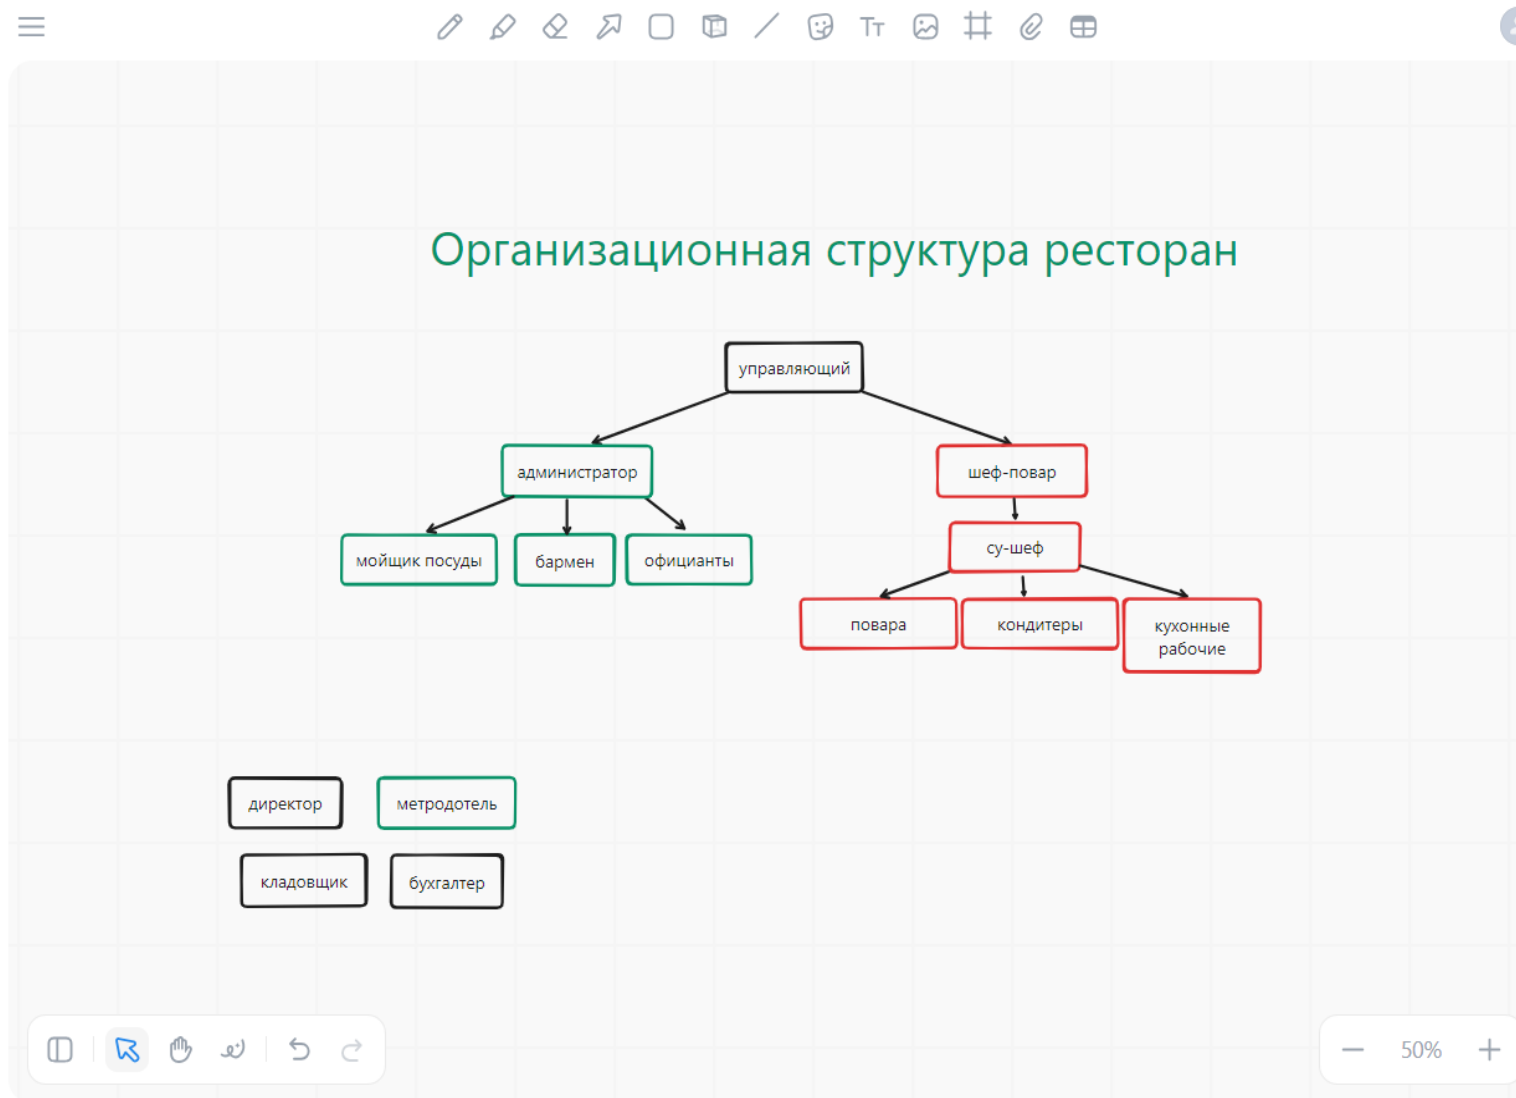 Тт
Организационная структура ресторан
управляющий
администратор
шеф-повар
су-шеф
мойщик посуды
бармен
официанты
повара
кондитеры
кухонные
рабочие
директор
метродотель
кладовщик
бухгалтер
50%